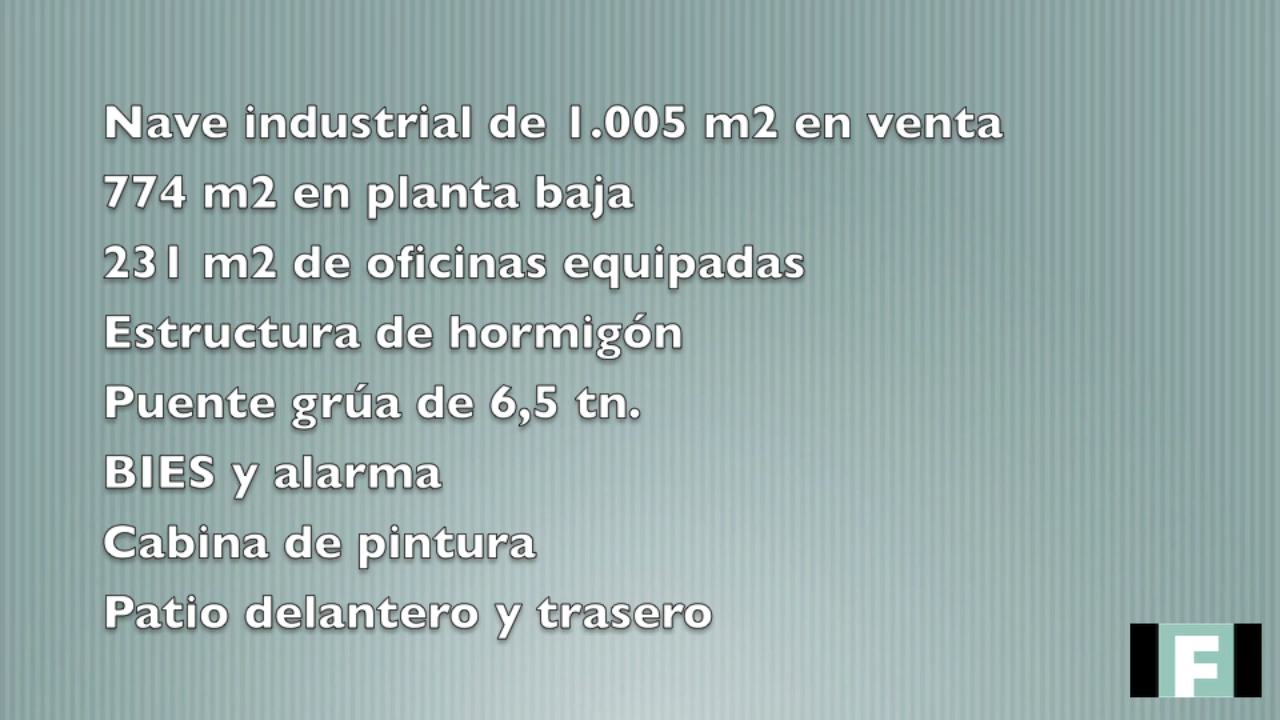 Nave industrial de 1.005 m2 en venta
774 m2 en planta baja
231 m2 de oficinas equipadas
Estructura de hormigón
Puente grúa de 6,5 tn.
BIES y alarma
Cabina de pintura
Patio delantero y trasero
F